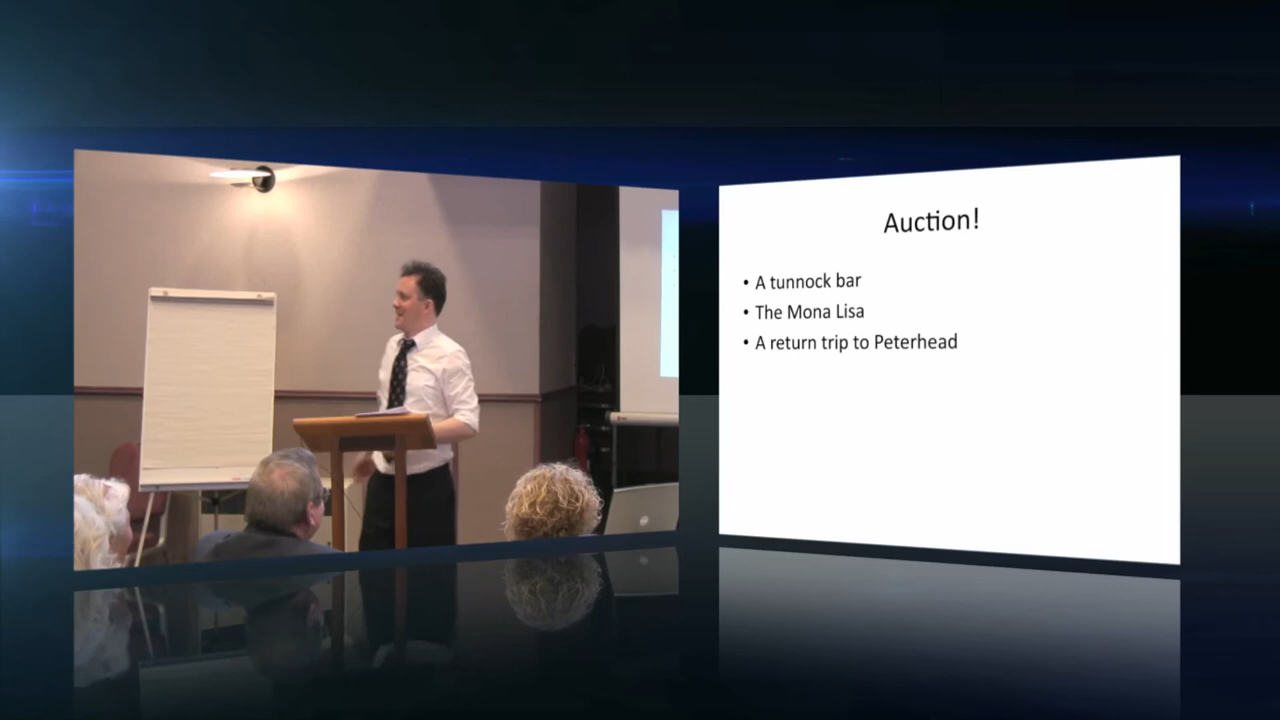 Auction!
• A tunnock bar
• The Mona Lisa
• A return trip to Peterhead